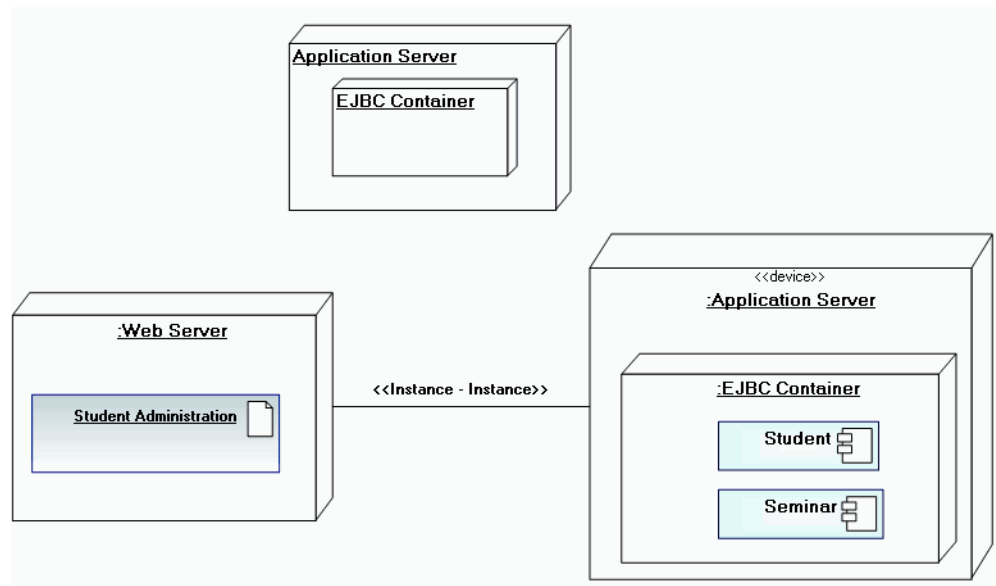 Application Server
EJBC Container
<<device>>
:Application Server
:Web Server
<<Instance - Instance>>
:EJBC Container
Student Administration
Student
Seminar